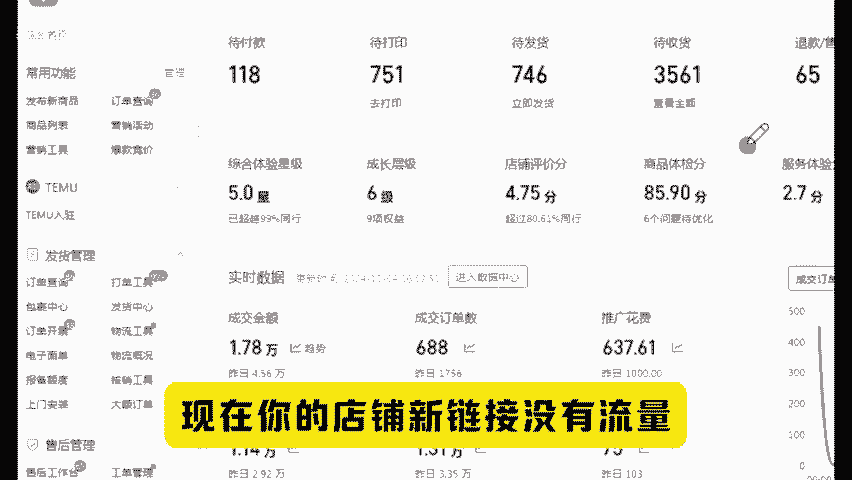 待付款 待打印 待发货 待收货 退款/售
118 751 746 3561 65
去打印 立即发货 查看全部
常用功能 管理
发布新商品 订单查询
商品列表 营销活动
营销工具 爆款竞价
TEMU
TEMU入驻
综合体验星级 成长层级 店铺评价分 商品体检分 服务体验分
5.0 星 6 级 4.75 分 85.90 分 2.7 分
已超越99%同行 9项权益 超过80.61%同行 6个问题待优化
发货管理
订单查询 打单工具
包裹中心 发货中心
订单开票 物流工具
电子面单 物流概况
报备额度
上门安装 大额订单
实时数据 进入数据中心 成交订单
成交金额 成交订单数 推广花费
1.78 万 趋势 688 637.61
昨日 4.56 万 昨日 1756 昨日 1000.00
500
400
300
200
100
0
现在你的店铺新链接没有流量
1.14 万 1.31 万 75
昨日 2.92 万 昨日 3.35 万 昨日 103
售后管理
售后工作台 工单管理